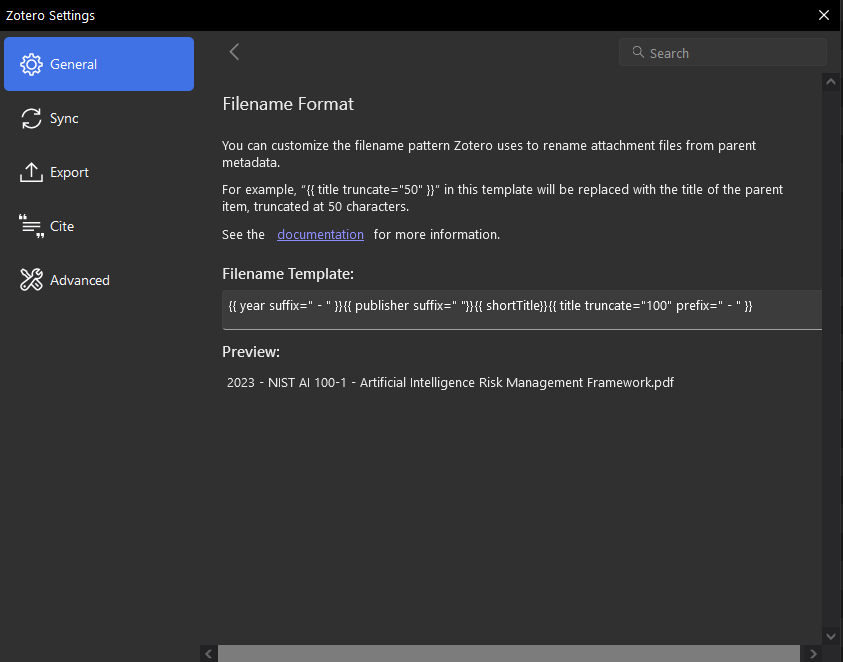 Zotero Settings
General
Search
Sync
Export
Cite
Advanced
Filename Format
You can customize the filename pattern Zotero uses to rename attachment files from parent
metadata.
For example, “{{ title truncate="50" }}” in this template will be replaced with the title of the parent
item, truncated at 50 characters.
See the documentation for more information.
Filename Template:
{{ year suffix=" - " }}{{ publisher suffix=" "}}{{ shortTitle}}{{ title truncate="100" prefix=" - " }}
Preview:
2023 - NIST AI 100-1 - Artificial Intelligence Risk Management Framework.pdf